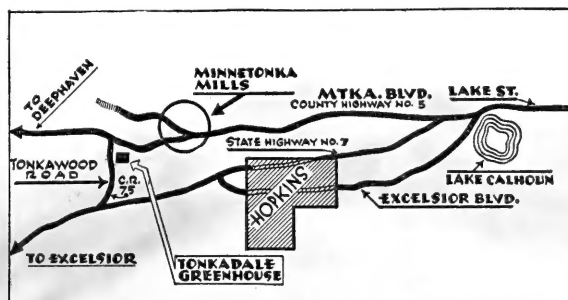 TO
DEEPHAVEN
MINNETONKA
MILLS
MTKA. BLVD.
COUNTY HIGHWAY NO. 5
LAKE ST.
STATE HIGHWAY NO. 7
TONKAWOOD
ROAD
C.R.
75
HOPKINS
LAKE CALHOUN
EXCELSIOR BLVD.
TO EXCELSIOR
TONKADALE
GREENHOUSE